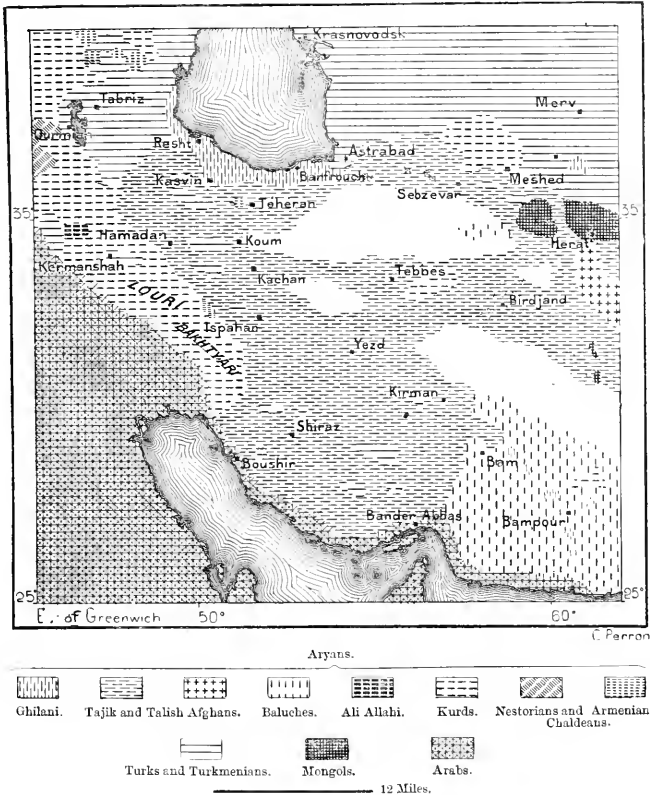 Krasnovodsk
Tabriz
Merv
Ourmi
Resht
Astrabad
Kasvin
Banfrouch
Meshed
Sebzevar
Teheran
35
35
Hamadan
Koum
Herat
Kermanshah
Kachan
Tebbes
LOURI
Birdjand
Ispahan
BAKHTYARI
Yezd
Kirman
Shiraz
Boushir
Bam
Bander Abbas
Bampour
25
25°
E. of Greenwich 50° 60°
C. Perron
Aryans.
Ghilani. Tajik and Talish Afghans. Baluches. Ali Allahi. Kurds. Nestorians and Armenian
Chaldeans.
Turks and Turkmenians. Mongols. Arabs.
12 Miles.